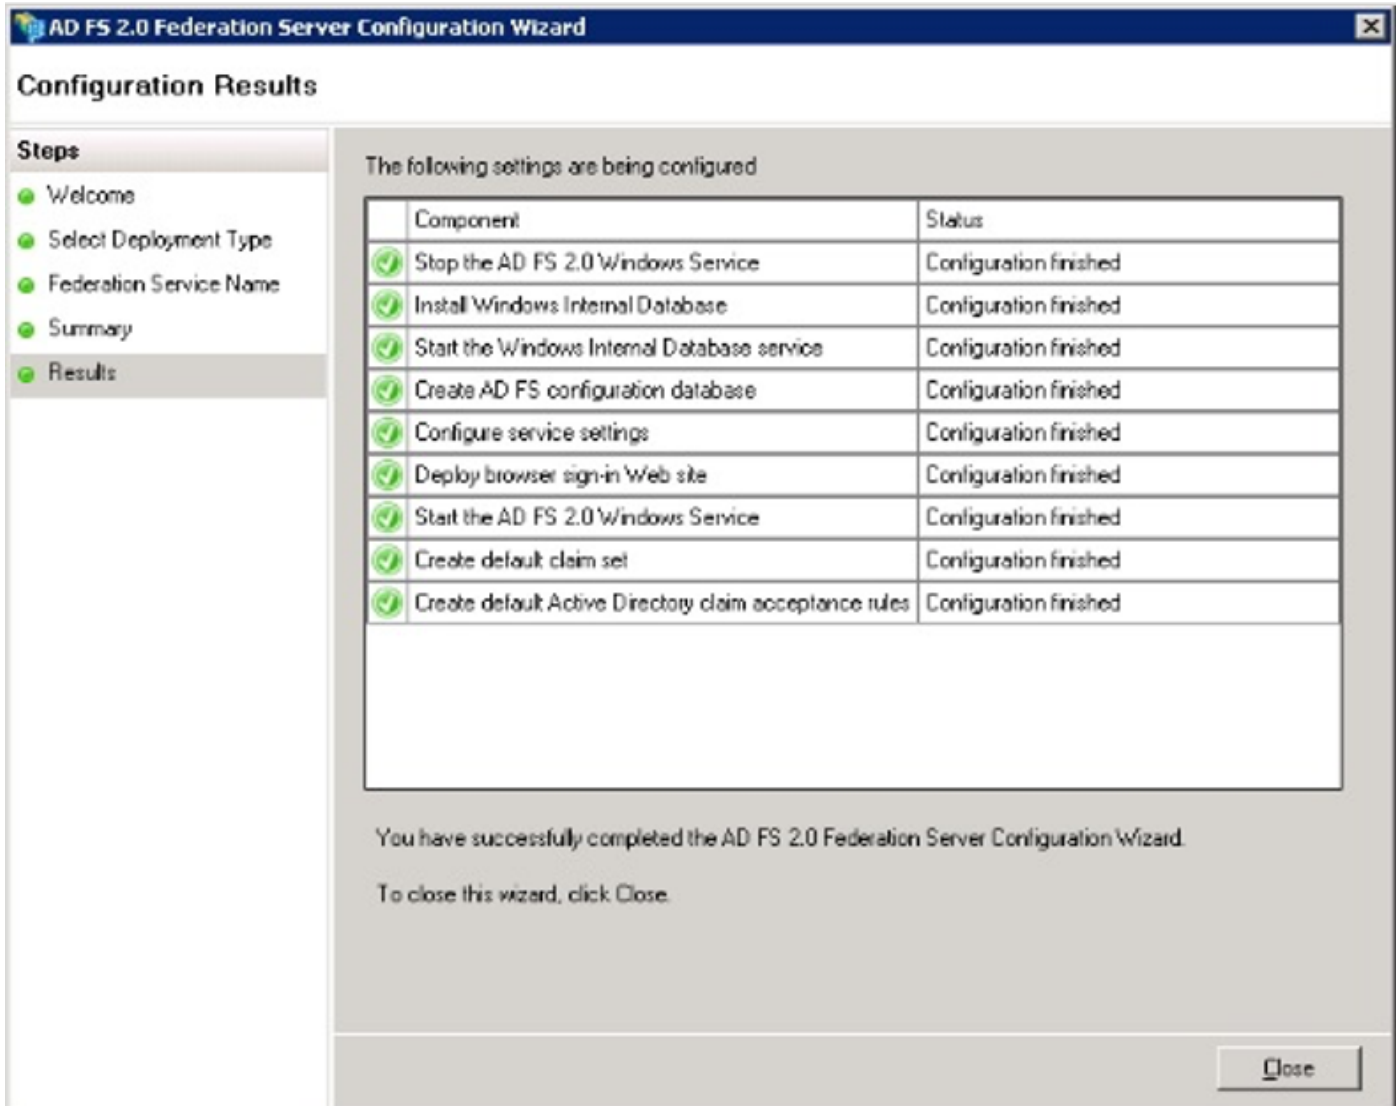 AD FS 2.0 Federation Server Configuration Wizard
Configuration Results
Steps
Welcome
Select Deployment Type
Federation Service Name
Summary
Results
The following settings are being configured
Component Status
Stop the AD FS 2.0 Windows Service Configuration finished
Install Windows Internal Database Configuration finished
Start the Windows Internal Database service Configuration finished
Create AD FS configuration database Configuration finished
Configure service settings Configuration finished
Deploy browser sign-in Web site Configuration finished
Start the AD FS 2.0 Windows Service Configuration finished
Create default claim set Configuration finished
Create default Active Directory claim acceptance rules Configuration finished
You have successfully completed the AD FS 2.0 Federation Server Configuration Wizard.
To close this wizard, click Close.
Close